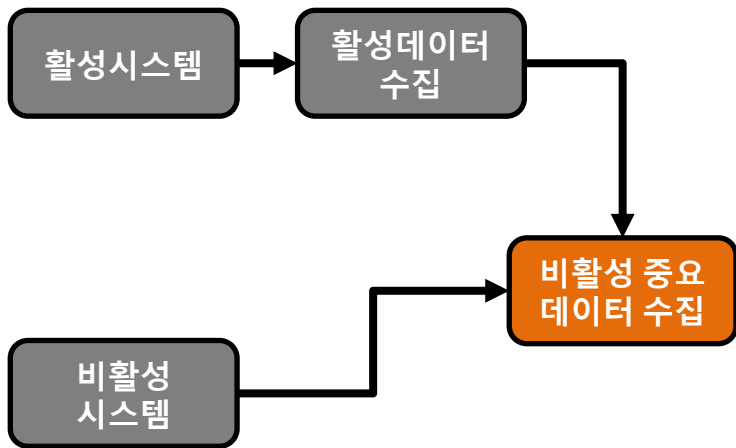 활성시스템
활성데이터
수집
비활성 중요
데이터 수집
비활성
시스템